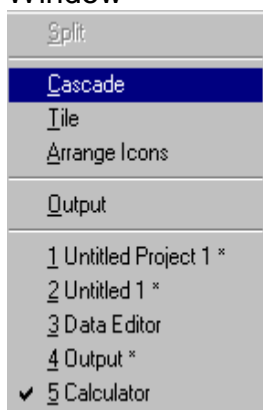 Window
Split
Cascade
Tile
Arrange Icons
Output
1 Untitled Project 1 *
2 Untitled 1 *
3 Data Editor
4 Output *
✔ 5 Calculator